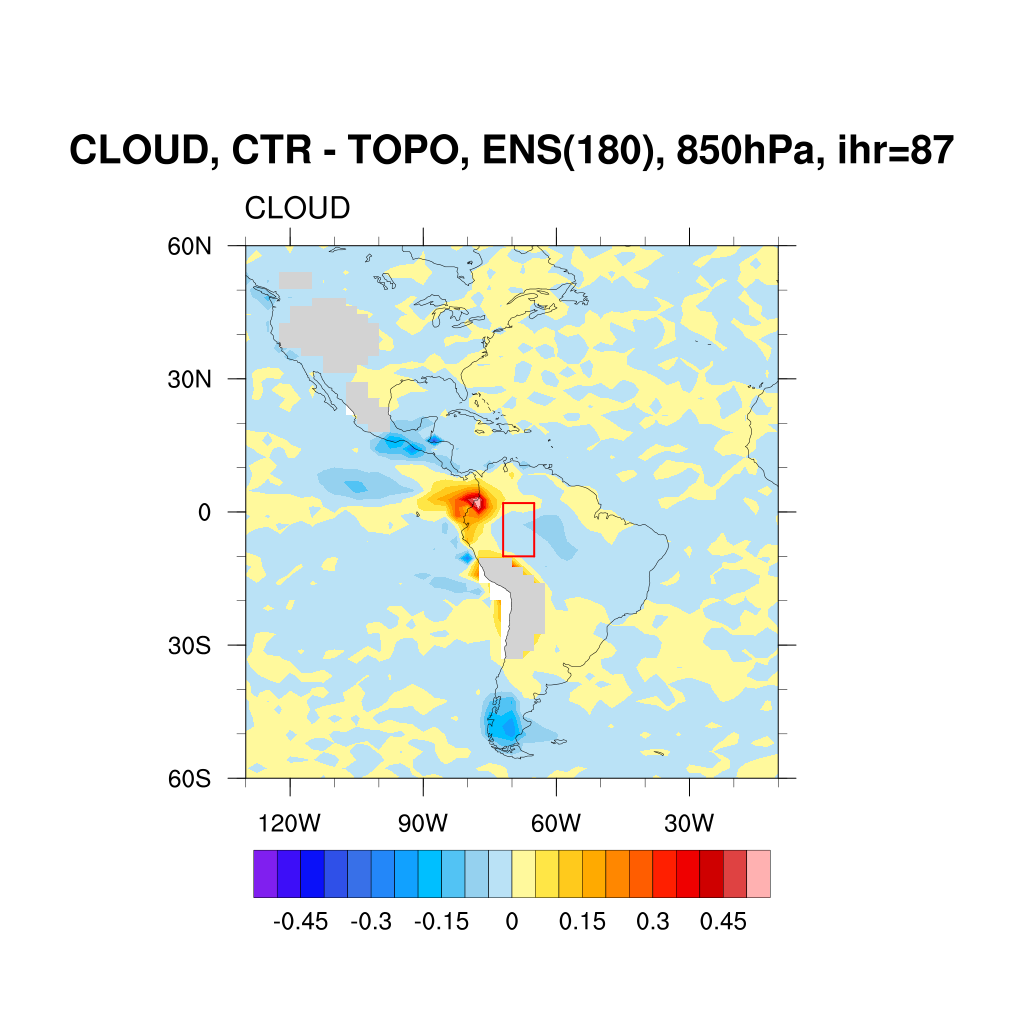 CLOUD, CTR - TOPO, ENS(180), 850hPa, ihr=87
CLOUD
60N
30N
0
30S
60S
120W 90W 60W 30W
-0.45 -0.3 -0.15 0 0.15 0.3 0.45